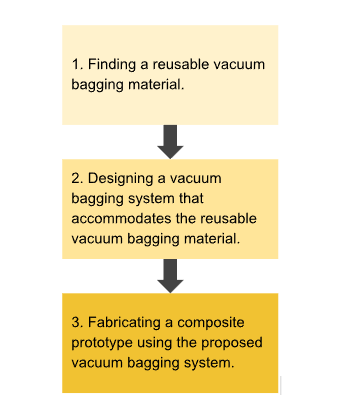 1. Finding a reusable vacuum
bagging material.
2. Designing a vacuum
bagging system that
accommodates the reusable
vacuum bagging material.
3. Fabricating a composite
prototype using the proposed
vacuum bagging system.